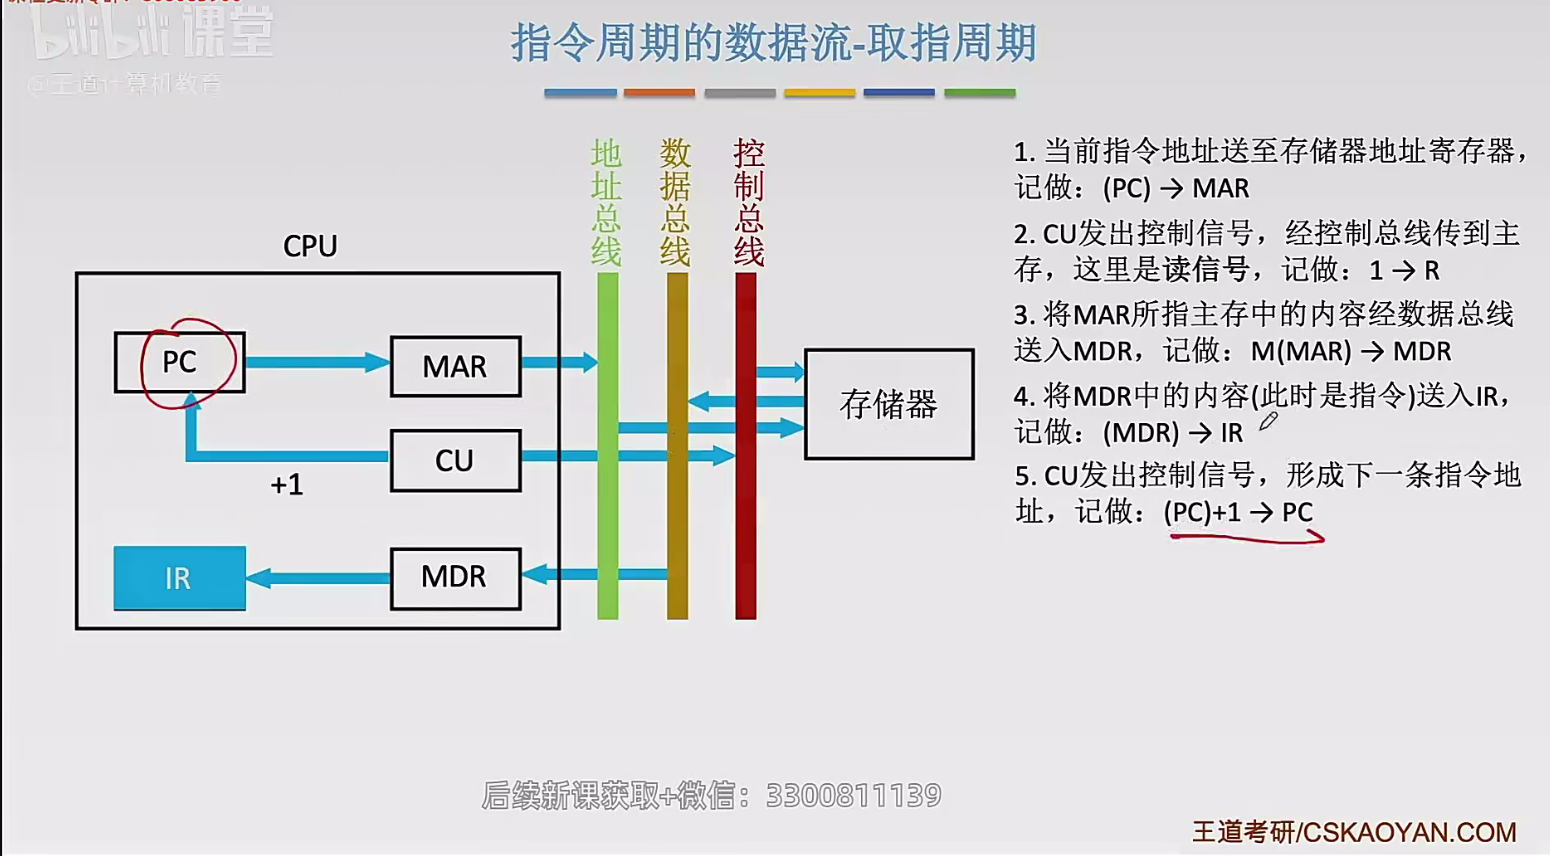 bilibili课堂
@王道计算机教育
指令周期的数据流-取指周期
地址总线
数据总线
控制总线
CPU
PC
MAR
CU
+1
IR
MDR
存储器
1. 当前指令地址送至存储器地址寄存器，
记做：(PC) → MAR
2. CU发出控制信号，经控制总线传到主
存，这里是读信号，记做：1 → R
3. 将MAR所指主存中的内容经数据总线
送入MDR，记做：M(MAR) → MDR
4. 将MDR中的内容(此时是指令)送入IR，
记做：(MDR) → IR
5. CU发出控制信号，形成下一条指令地
址，记做：(PC)+1 → PC
后续新课获取+微信：3300811139
王道考研/CSKAOYAN.COM